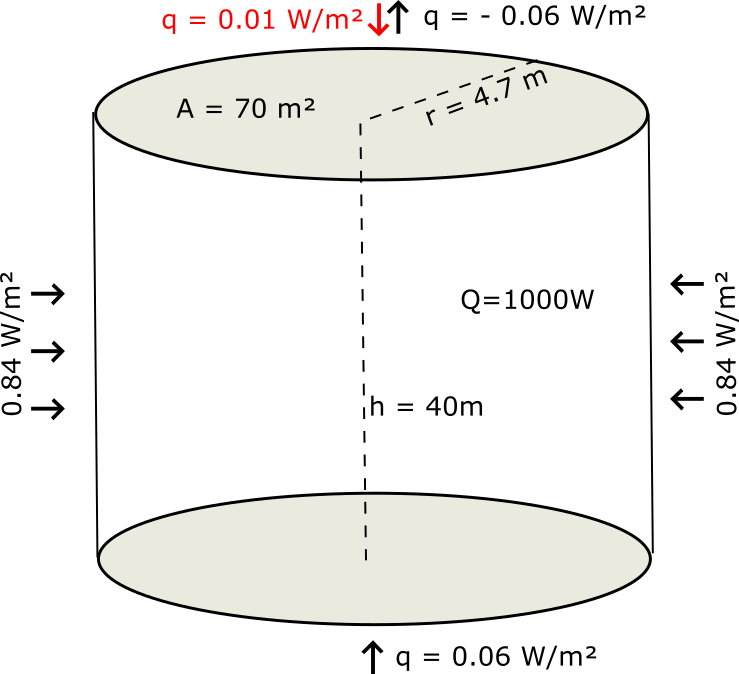 q = 0.01 W/m²
q = - 0.06 W/m²
A = 70 m²
r = 4.7 m
0.84 W/m²
Q=1000W
0.84 W/m²
h = 40m
q = 0.06 W/m²